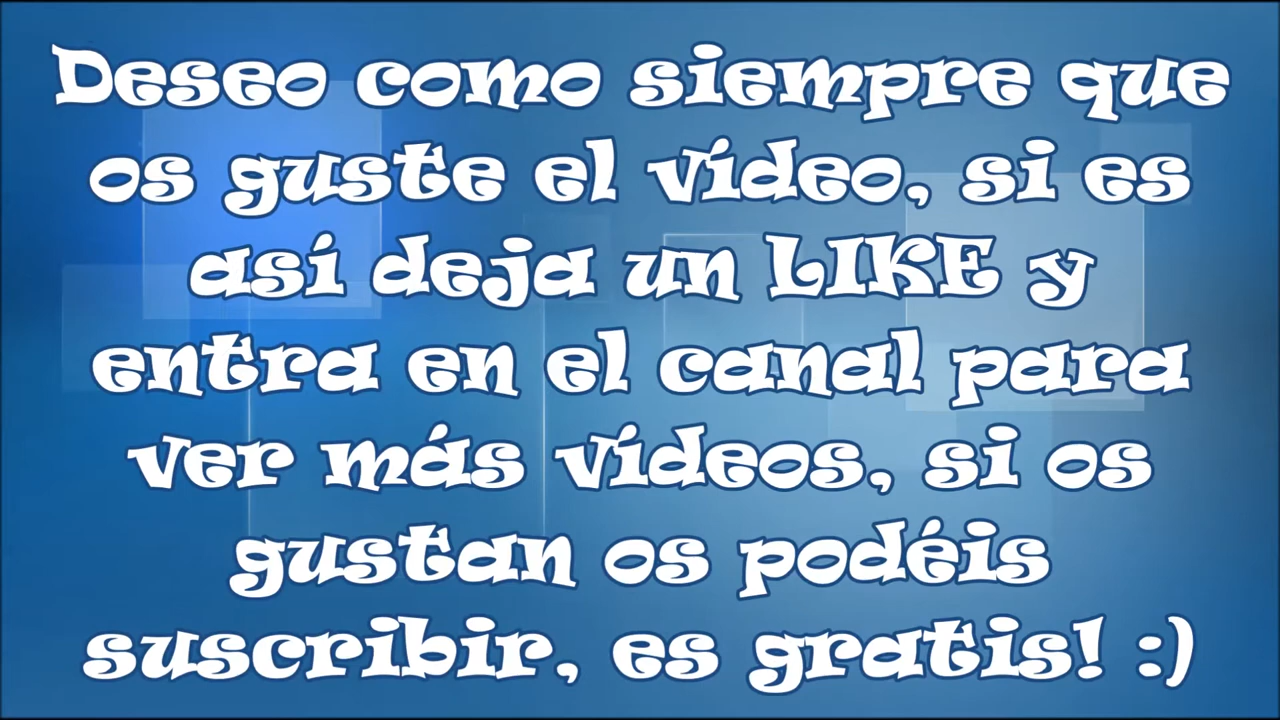 Deseo como siempre que
os guste el vídeo, si es
así deja un LIKE y
entra en el canal para
ver más vídeos, si os
gustan os podéis
suscribir, es gratis! :)